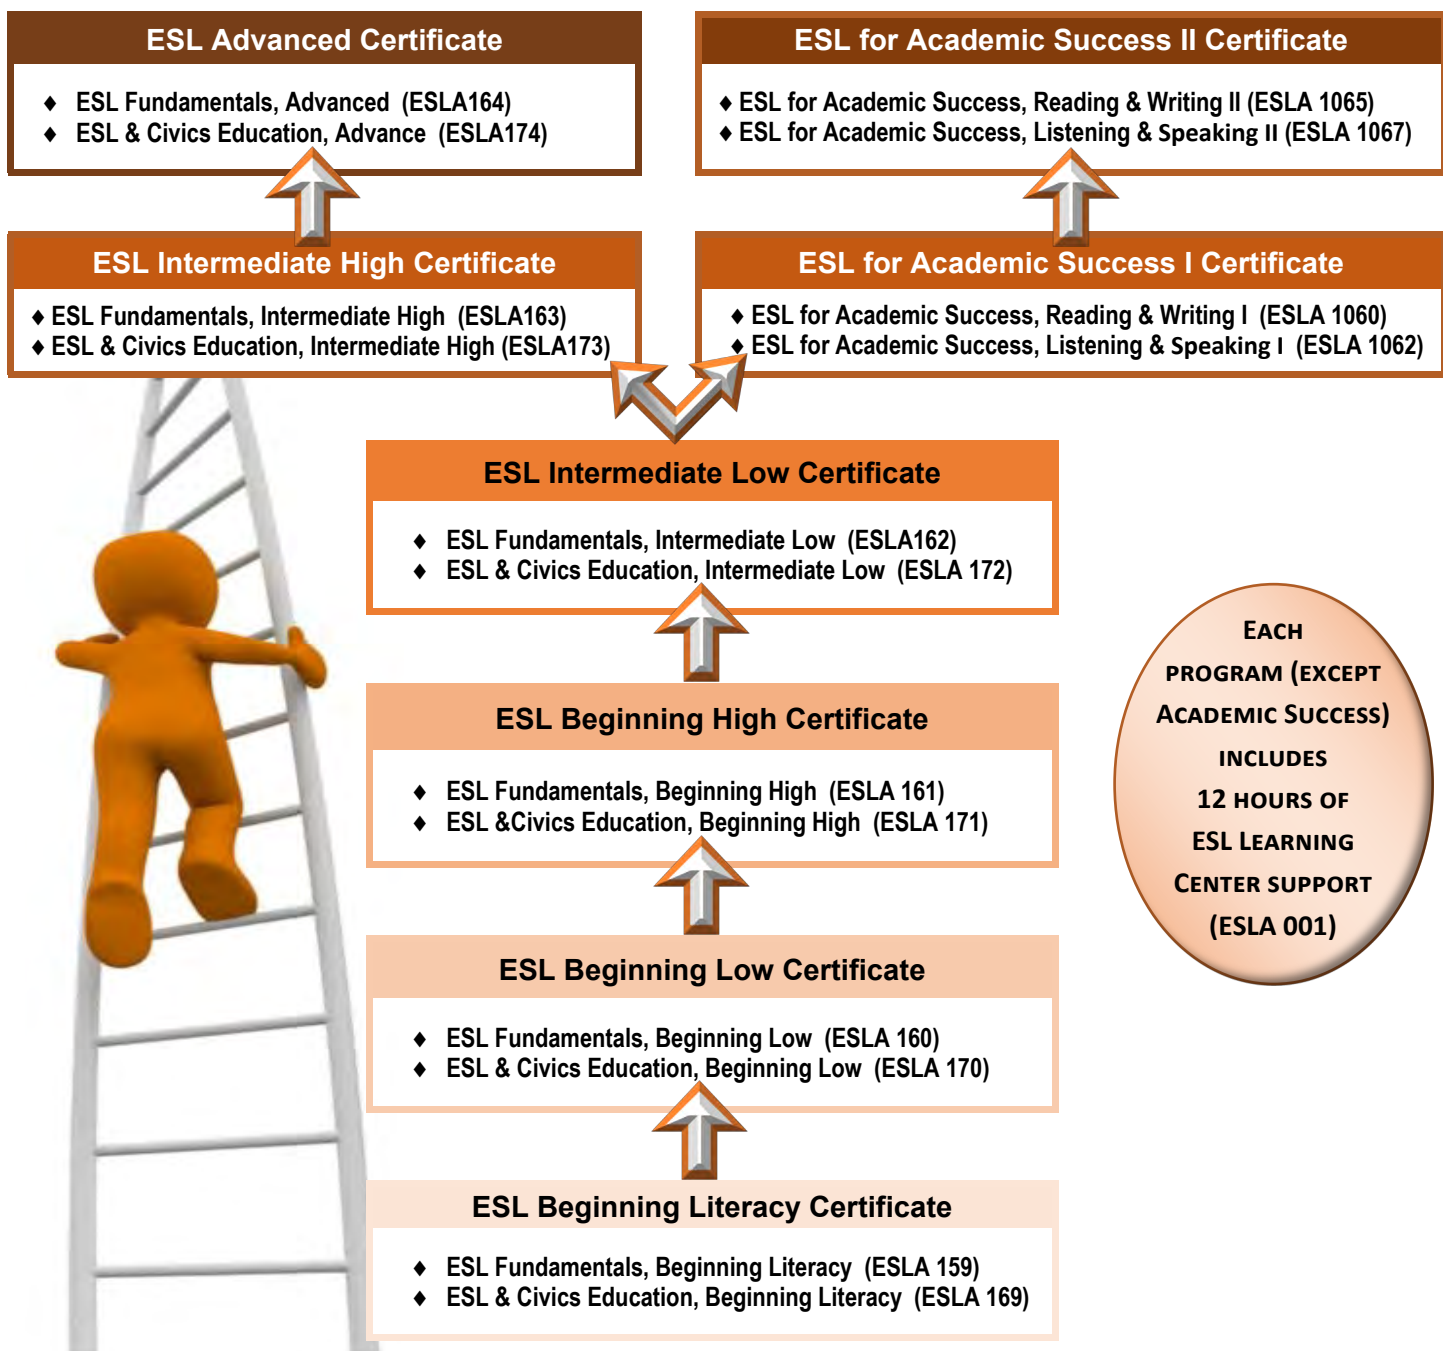 ESL Advanced Certificate
♦ ESL Fundamentals, Advanced (ESLA164)
♦ ESL & Civics Education, Advance (ESLA174)
ESL for Academic Success II Certificate
♦ ESL for Academic Success, Reading & Writing II (ESLA 1065)
♦ ESL for Academic Success, Listening & Speaking II (ESLA 1067)
ESL Intermediate High Certificate
♦ ESL Fundamentals, Intermediate High (ESLA163)
♦ ESL & Civics Education, Intermediate High (ESLA173)
ESL for Academic Success I Certificate
♦ ESL for Academic Success, Reading & Writing I (ESLA 1060)
♦ ESL for Academic Success, Listening & Speaking I (ESLA 1062)
ESL Intermediate Low Certificate
♦ ESL Fundamentals, Intermediate Low (ESLA162)
♦ ESL & Civics Education, Intermediate Low (ESLA 172)
ESL Beginning High Certificate
♦ ESL Fundamentals, Beginning High (ESLA 161)
♦ ESL &Civics Education, Beginning High (ESLA 171)
ESL Beginning Low Certificate
♦ ESL Fundamentals, Beginning Low (ESLA 160)
♦ ESL & Civics Education, Beginning Low (ESLA 170)
ESL Beginning Literacy Certificate
♦ ESL Fundamentals, Beginning Literacy (ESLA 159)
♦ ESL & Civics Education, Beginning Literacy (ESLA 169)
EACH
PROGRAM (EXCEPT
ACADEMIC SUCCESS)
INCLUDES
12 HOURS OF
ESL LEARNING
CENTER SUPPORT
(ESLA 001)